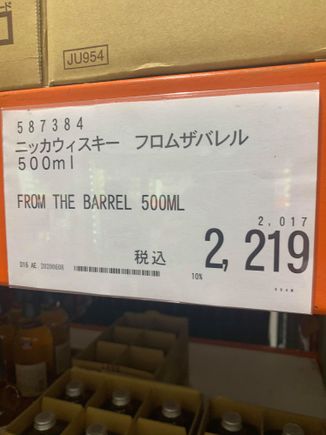 JU954
587384
ニッカウィスキー フロムザバレル
500ml
FROM THE BARREL 500ML
2,017
税込 2,219
10%